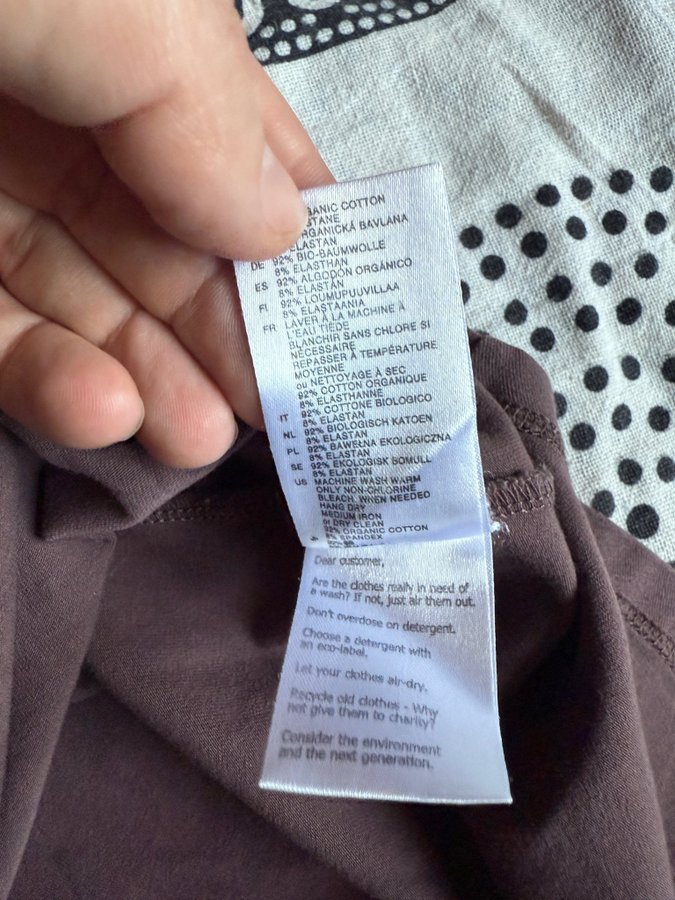 ANIC COTTON
STANE
RGANICKÁ BAVLANA
ELASTAN
DE 92% BIO-BAUMWOLLE
8% ELASTHAN
ES 92% ALGODÓN ORGÁNICO
8% ELASTÁN
FI 92% LOUMUPUUVILLAA
8% ELASTAANIA
FR LAVER À LA MACHINE À
L'EAU TIÈDE
BLANCHIR SANS CHLORE SI
NÉCESSAIRE
REPASSER À TEMPÉRATURE
MOYENNE
ou NETTOYAGE À SEC
92% COTTON ORGANIQUE
8% ELASTHANNE
IT 92% COTTONE BIOLOGICO
8% ELASTAN
NL 92% BIOLOGISCH KATOEN
8% ELASTAN
PL 92% BAWEŁNA EKOLOGICZNA
8% ELASTAN
SE 92% EKOLOGISK BOMULL
8% ELASTAN
US MACHINE WASH WARM
ONLY NON-CHLORINE
BLEACH, WHEN NEEDED
HANG DRY
MEDIUM IRON
or DRY CLEAN
92% ORGANIC COTTON
8% SPANDEX
Dear customer,
Are the clothes really in need of
a wash? If not, just air them out.
Don't overdose on detergent.
Choose a detergent with
an eco-label.
Let your clothes air-dry.
Recycle old clothes - Why
not give them to charity?
Consider the environment
and the next generation.